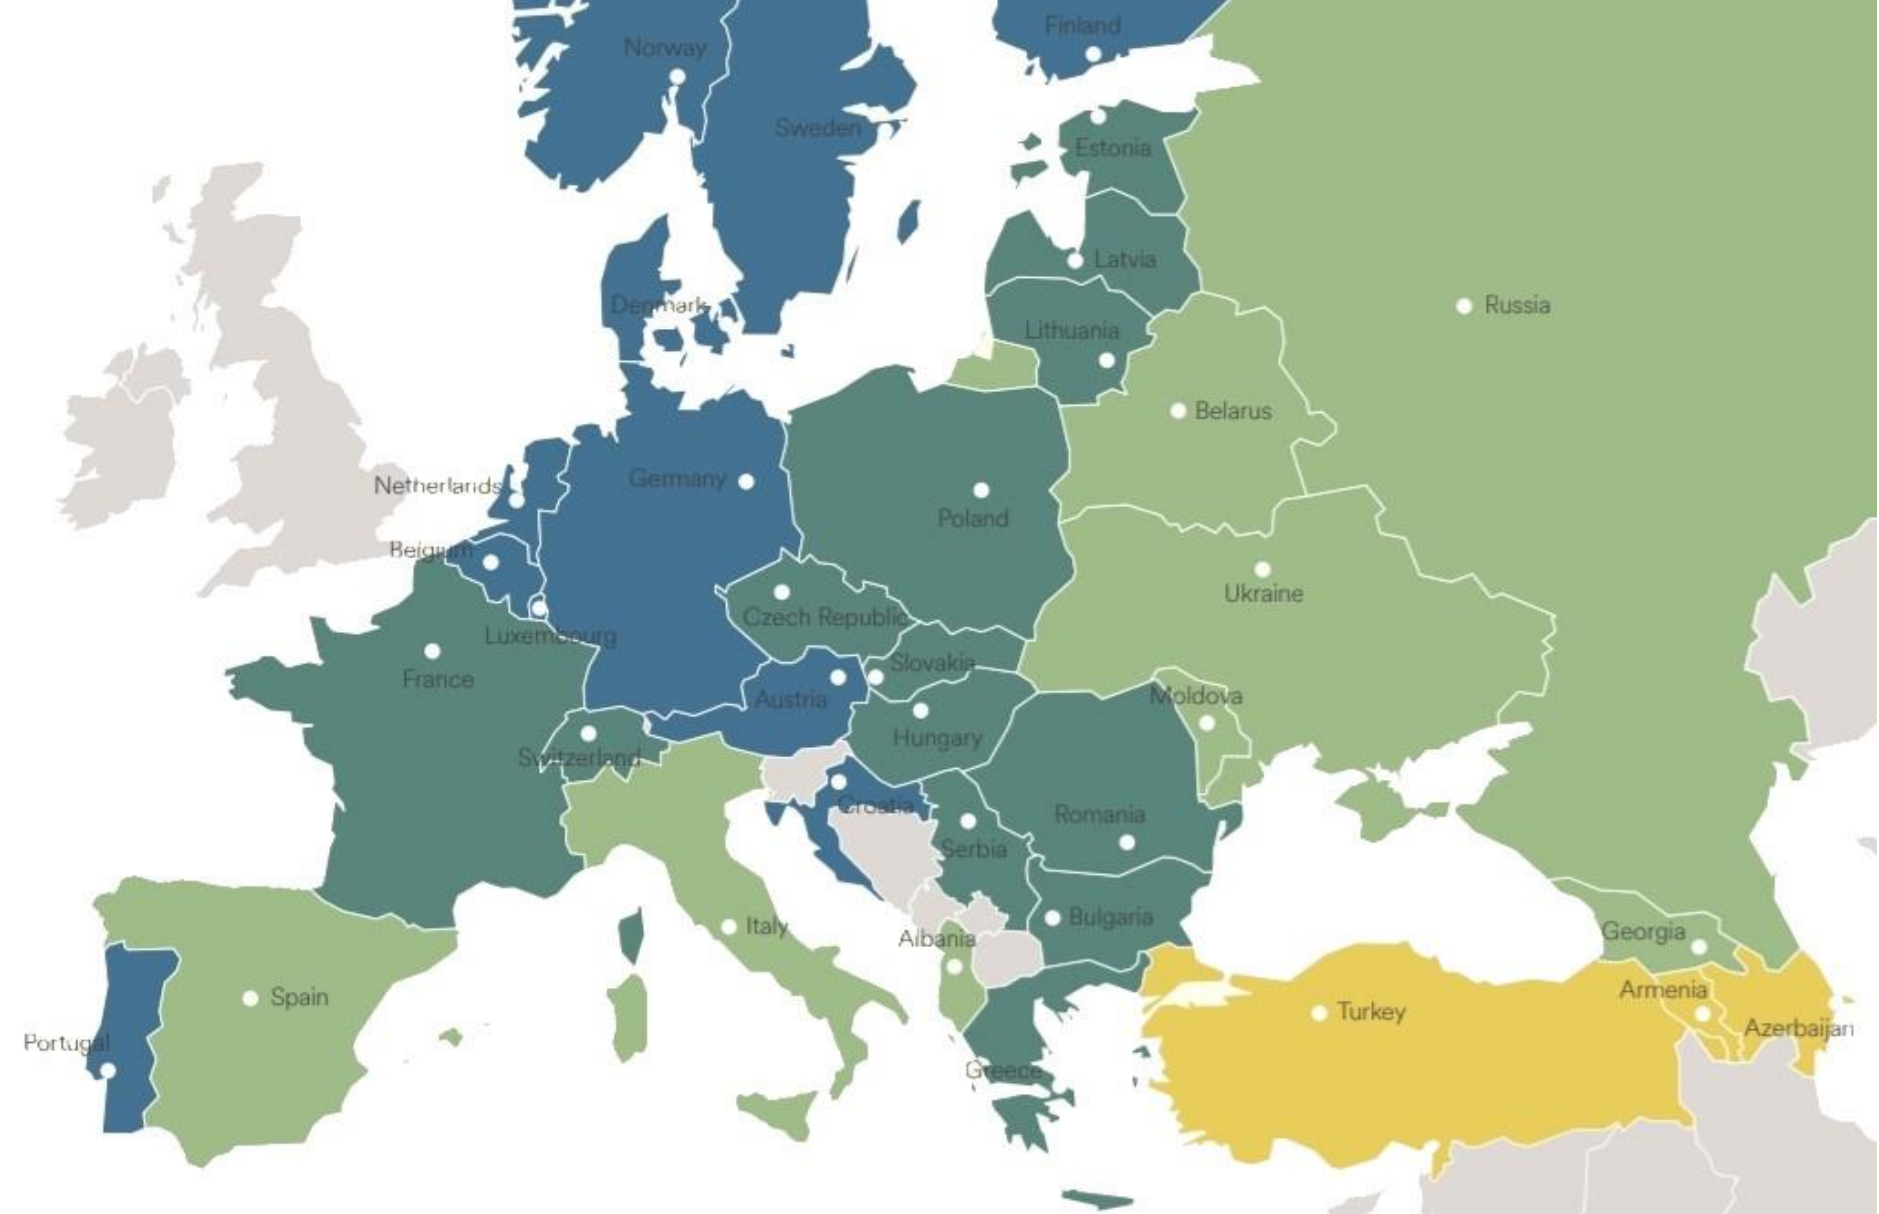 Finland
Norway
Sweden
Estonia
Latvia
Denmark
Russia
Lithuania
Belarus
Germany
Netherlands
Poland
Belgium
Ukraine
Czech Republic
Luxembourg
Slovakia
France
Moldova
Austria
Hungary
Switzerland
Croatia
Romania
Serbia
Bulgaria
Italy
Georgia
Albania
Armenia
Spain
Turkey
Azerbaijan
Portugal
Greece